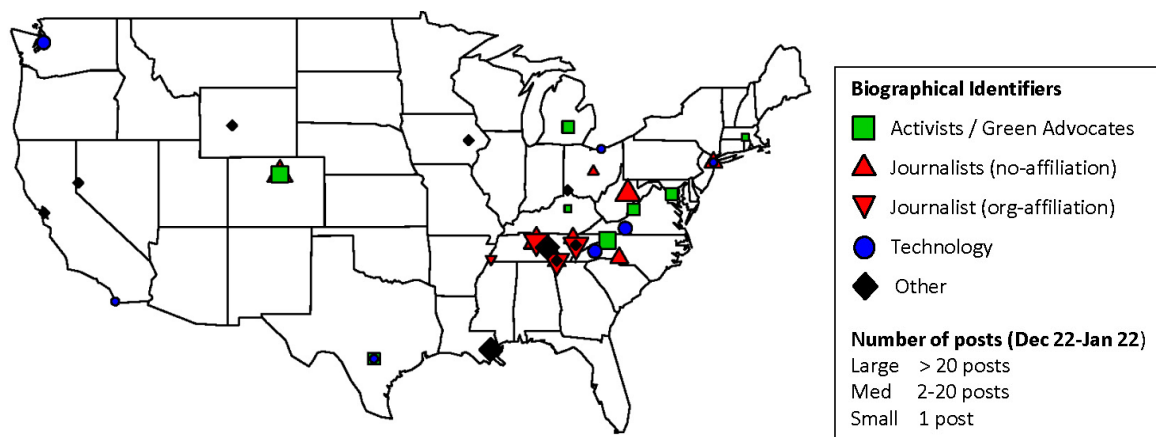 Biographical Identifiers
Activists / Green Advocates
Journalists (no-affiliation)
Journalist (org-affiliation)
Technology
Other
Number of posts (Dec 22-Jan 22)
Large > 20 posts
Med 2-20 posts
Small 1 post